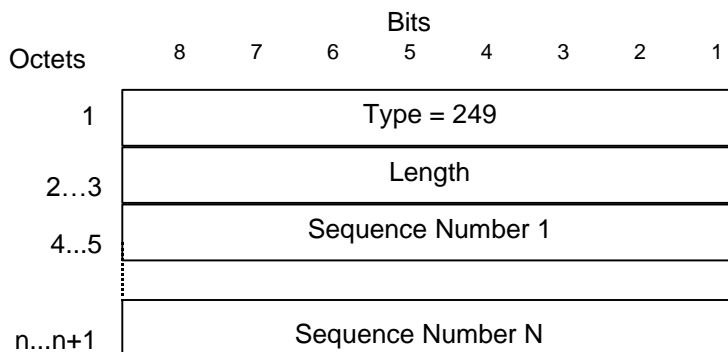 Bits
Octets 8 7 6 5 4 3 2 1
1 Type = 249
2…3 Length
4...5 Sequence Number 1
n...n+1 Sequence Number N